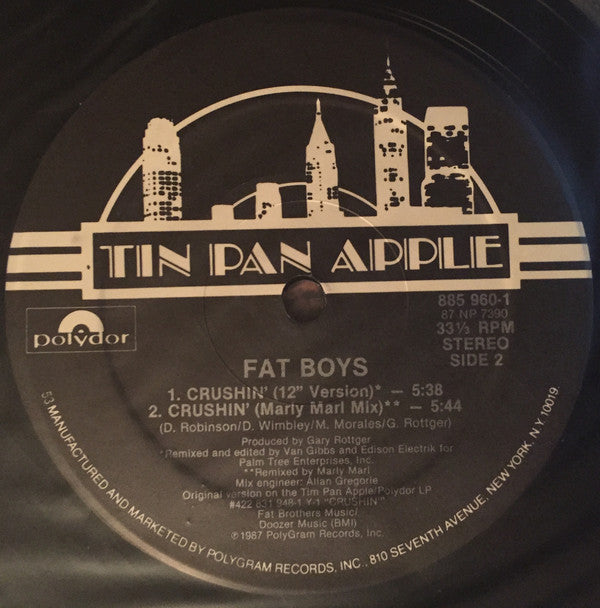 TIN PAN APPLE
885 960-1
87 NP 7390
33⅓ RPM
STEREO
SIDE 2
polydor
FAT BOYS
1. CRUSHIN' (12" Version)* — 5:38
2. CRUSHIN' (Marly Marl Mix)** — 5:44
(D. Robinson/D. Wimbley/M. Morales/G. Rottger)
Produced by Gary Rottger
*Remixed and edited by Van Gibbs and Edison Electrik for
Palm Tree Enterprises, Inc.
**Remixed by Marly Marl
Mix engineer: Allan Gregorie
Original version on the Tim Pan Apple/Polydor LP
#422 831 948-1 Y-1 "CRUSHIN'"
Fat Brothers Music/
Doozer Music (BMI)
℗1987 PolyGram Records, Inc.
53 MANUFACTURED AND MARKETED BY POLYGRAM RECORDS, INC., 810 SEVENTH AVENUE, NEW YORK, N.Y. 10019